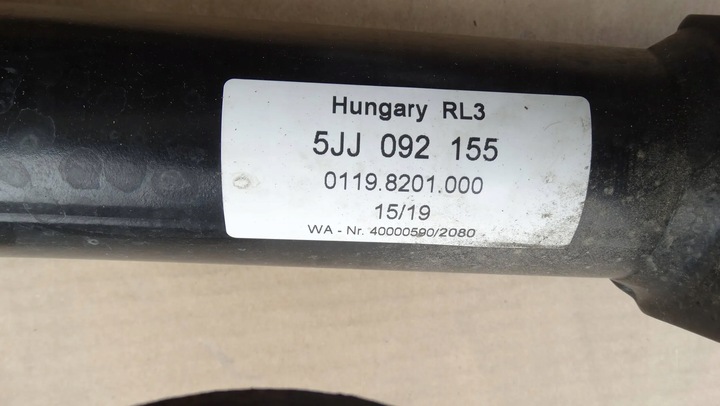 Hungary RL3
5JJ 092 155
0119.8201.000
15/19
WA - Nr. 40000590/2080